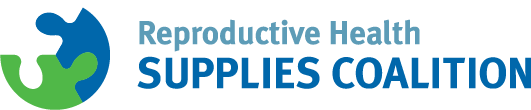 Reproductive Health
SUPPLIES COALITION